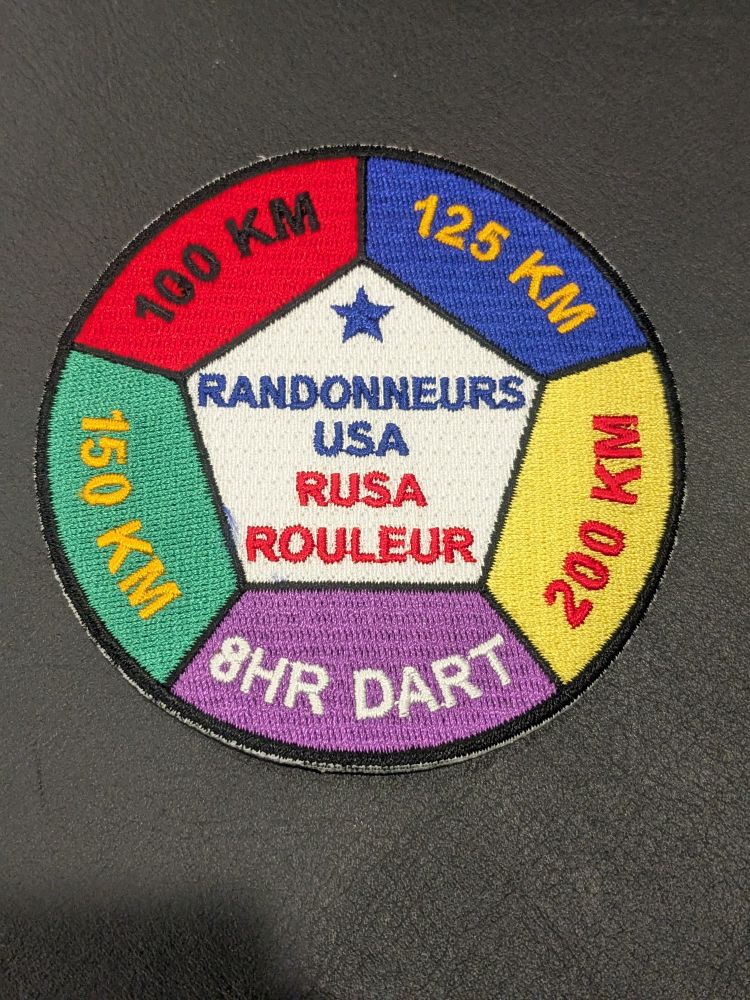 100 KM
125 KM
RANDONNEURS
USA
RUSA
ROULEUR
150 KM
200 KM
8HR DART